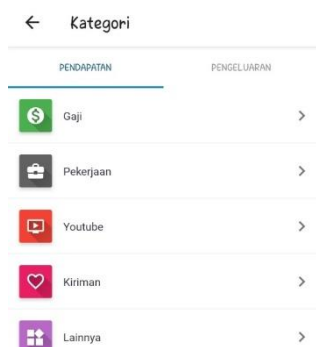 Kategori
PENDAPATAN PENGELUARAN
Gaji
Pekerjaan
Youtube
Kiriman
Lainnya